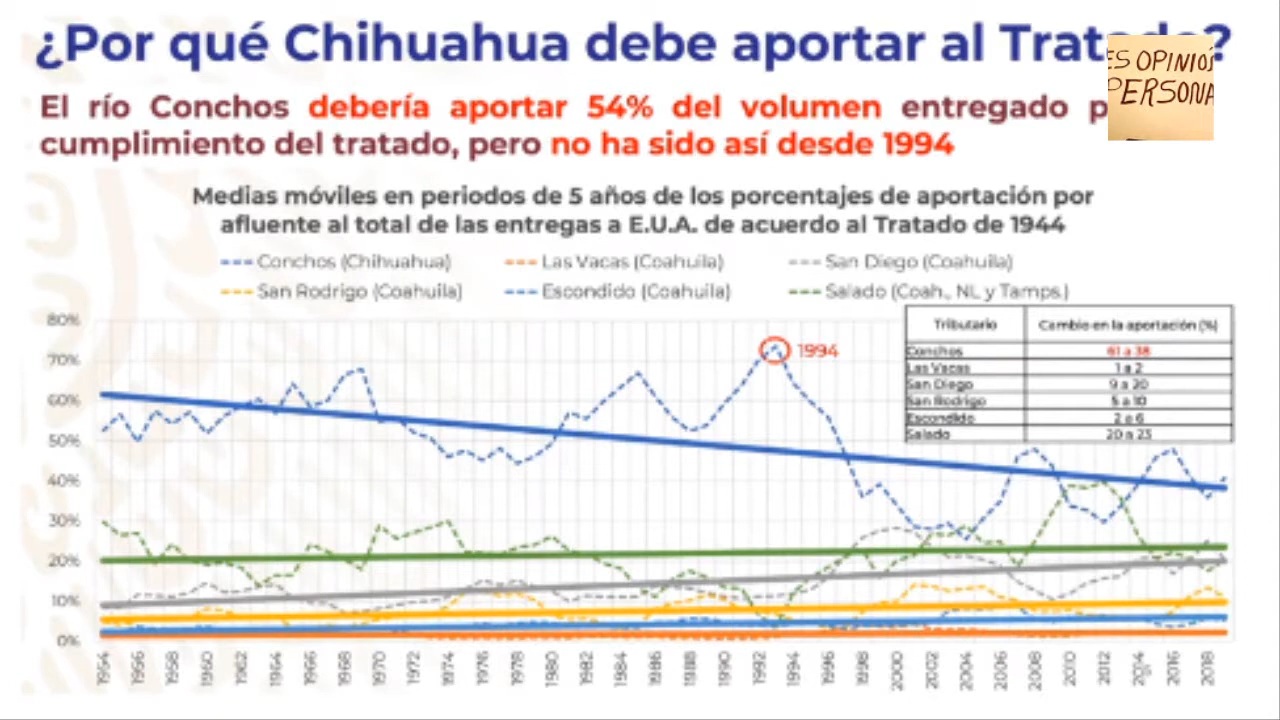 ¿Por qué Chihuahua debe aportar al Tratado?
ES OPINIÓ
PERSONA
El río Conchos debería aportar 54% del volumen entregado p
cumplimiento del tratado, pero no ha sido así desde 1994
Medias móviles en periodos de 5 años de los porcentajes de aportación por
afluente al total de las entregas a E.U.A. de acuerdo al Tratado de 1944
Conchos (Chihuahua) Las Vacas (Coahuila) San Diego (Coahuila)
San Rodrigo (Coahuila) Escondido (Coahuila) Salado (Coah., NL y Tamps.)
Tributario Cambio en la aportación (%)
Conchos 61 a 38
Las Vacas 1 a 2
San Diego 9 a 20
San Rodrigo 5 a 10
Escondido 2 a 6
Salado 20 a 23
1994
80%
70%
60%
50%
40%
30%
20%
10%
0%
1954 1956 1958 1960 1962 1964 1966 1968 1970 1972 1974 1976 1978 1980 1982 1984 1986 1988 1990 1992 1994 1996 1998 2000 2002 2004 2006 2008 2010 2012 2014 2016 2018